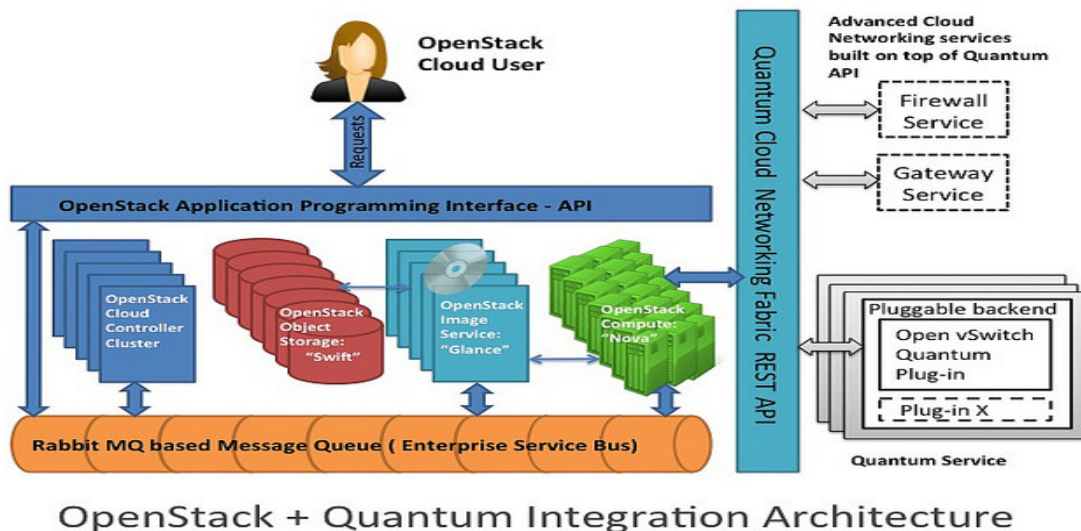 OpenStack
Cloud User
Requests
OpenStack Application Programming Interface - API
OpenStack
Cloud
Controller
Cluster
OpenStack
Object
Storage:
"Swift"
OpenStack
Image
Service:
"Glance"
OpenStack
Compute:
"Nova"
Rabbit MQ based Message Queue ( Enterprise Service Bus)
Quantum Cloud Networking Fabric REST API
Advanced Cloud
Networking services
built on top of Quantum
API
Firewall
Service
Gateway
Service
Pluggable backend
Open vSwitch
Quantum
Plug-in
Plug-in X
Quantum Service
OpenStack + Quantum Integration Architecture